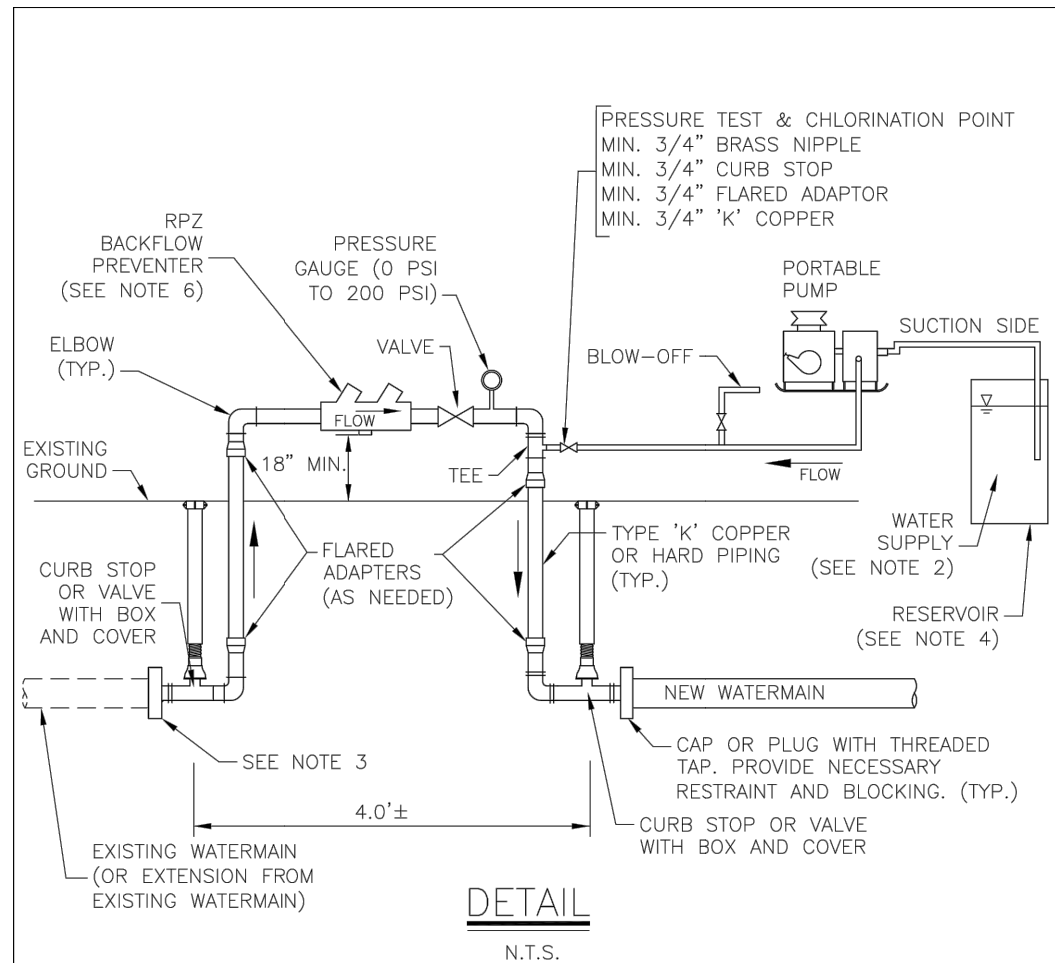 PRESSURE TEST & CHLORINATION POINT
MIN. 3/4" BRASS NIPPLE
MIN. 3/4" CURB STOP
MIN. 3/4" FLARED ADAPTOR
MIN. 3/4" 'K' COPPER
RPZ
BACKFLOW
PREVENTER
(SEE NOTE 6)
PRESSURE
GAUGE (0 PSI
TO 200 PSI)
PORTABLE
PUMP
SUCTION SIDE
ELBOW
(TYP.)
VALVE
BLOW-OFF
FLOW
EXISTING
GROUND
18" MIN.
TEE
FLOW
CURB STOP
OR VALVE
WITH BOX
AND COVER
FLARED
ADAPTERS
(AS NEEDED)
TYPE 'K' COPPER
OR HARD PIPING
(TYP.)
WATER
SUPPLY
(SEE NOTE 2)
RESERVOIR
(SEE NOTE 4)
NEW WATERMAIN
SEE NOTE 3
CAP OR PLUG WITH THREADED
TAP. PROVIDE NECESSARY
RESTRAINT AND BLOCKING. (TYP.)
4.0'±
CURB STOP OR VALVE
WITH BOX AND COVER
EXISTING WATERMAIN
(OR EXTENSION FROM
EXISTING WATERMAIN)
DETAIL
N.T.S.